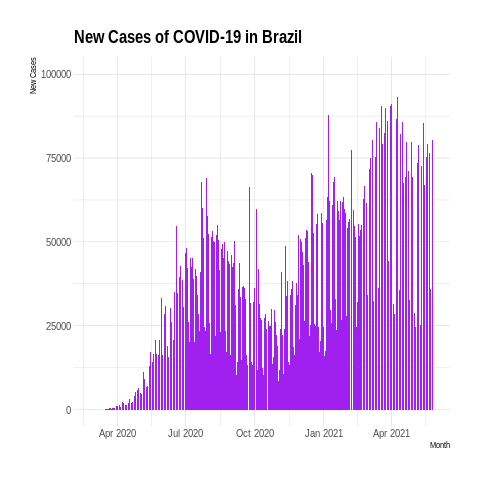 New Cases of COVID-19 in Brazil
New Cases
100000
75000
50000
25000
0
Apr 2020 Jul 2020 Oct 2020 Jan 2021 Apr 2021
Month